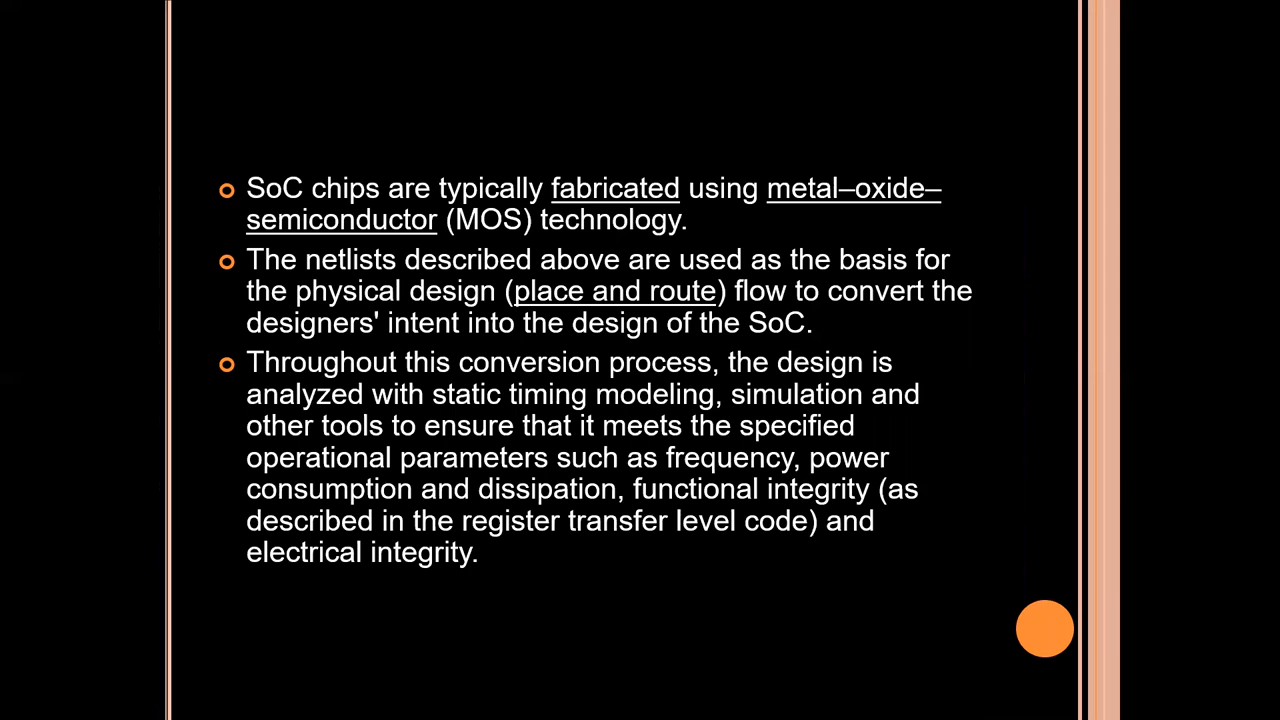 SoC chips are typically fabricated using metal–oxide–
semiconductor (MOS) technology.
The netlists described above are used as the basis for
the physical design (place and route) flow to convert the
designers' intent into the design of the SoC.
Throughout this conversion process, the design is
analyzed with static timing modeling, simulation and
other tools to ensure that it meets the specified
operational parameters such as frequency, power
consumption and dissipation, functional integrity (as
described in the register transfer level code) and
electrical integrity.